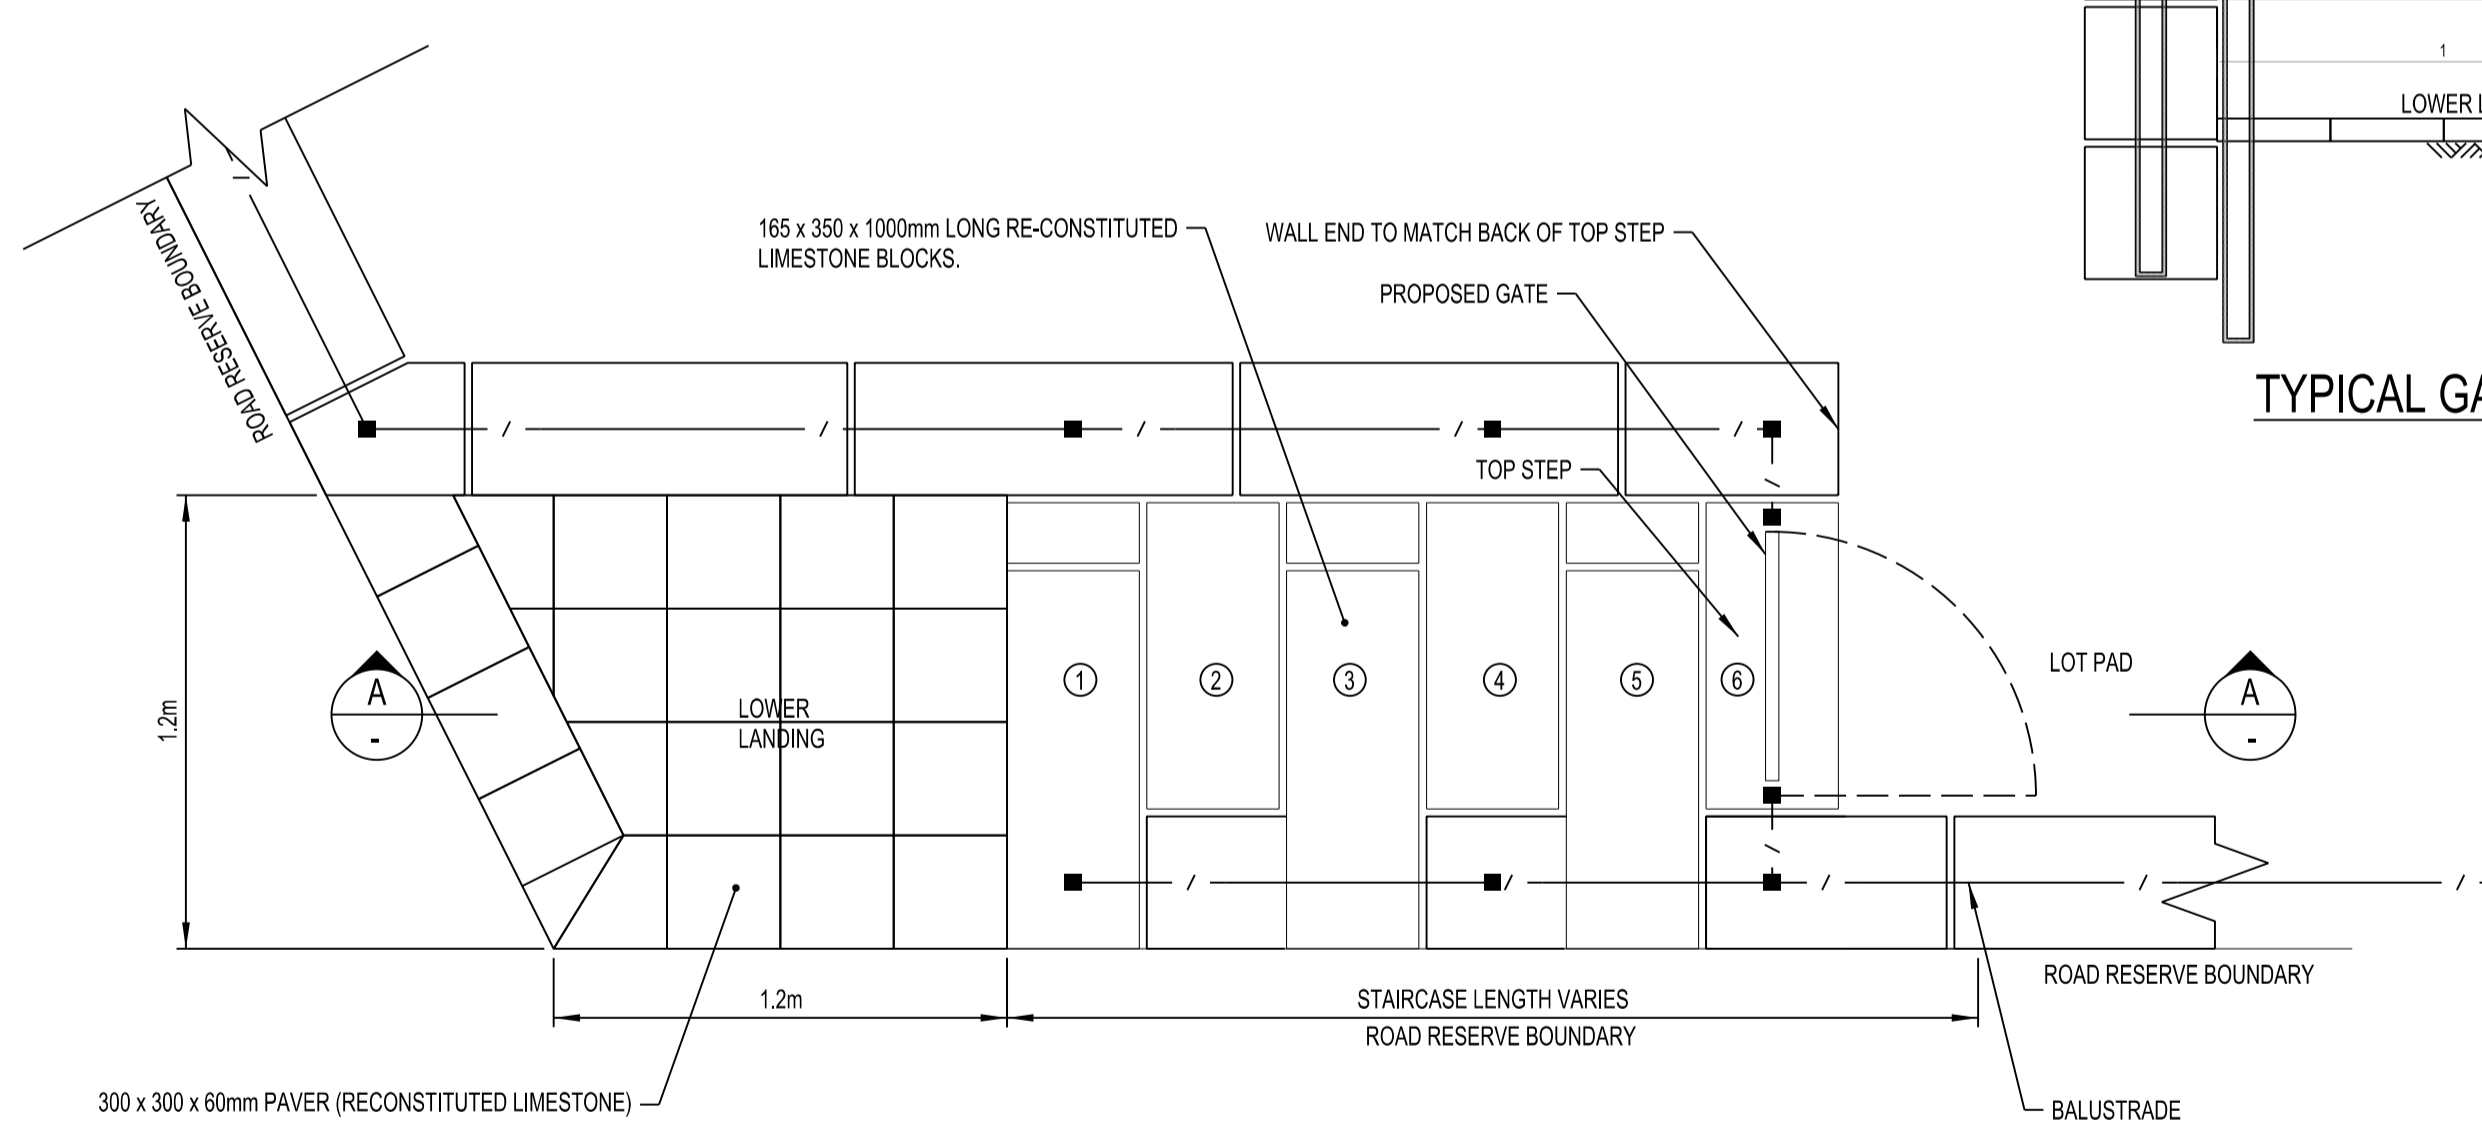 1
LOWER L
TYPICAL GA
ROAD RESERVE BOUNDARY
165 x 350 x 1000mm LONG RE-CONSTITUTED
LIMESTONE BLOCKS.
WALL END TO MATCH BACK OF TOP STEP
PROPOSED GATE
TOP STEP
1.2m
A
-
LOWER
LANDING
1
2
3
4
5
6
LOT PAD
A
-
ROAD RESERVE BOUNDARY
1.2m
STAIRCASE LENGTH VARIES
ROAD RESERVE BOUNDARY
300 x 300 x 60mm PAVER (RECONSTITUTED LIMESTONE)
BALUSTRADE